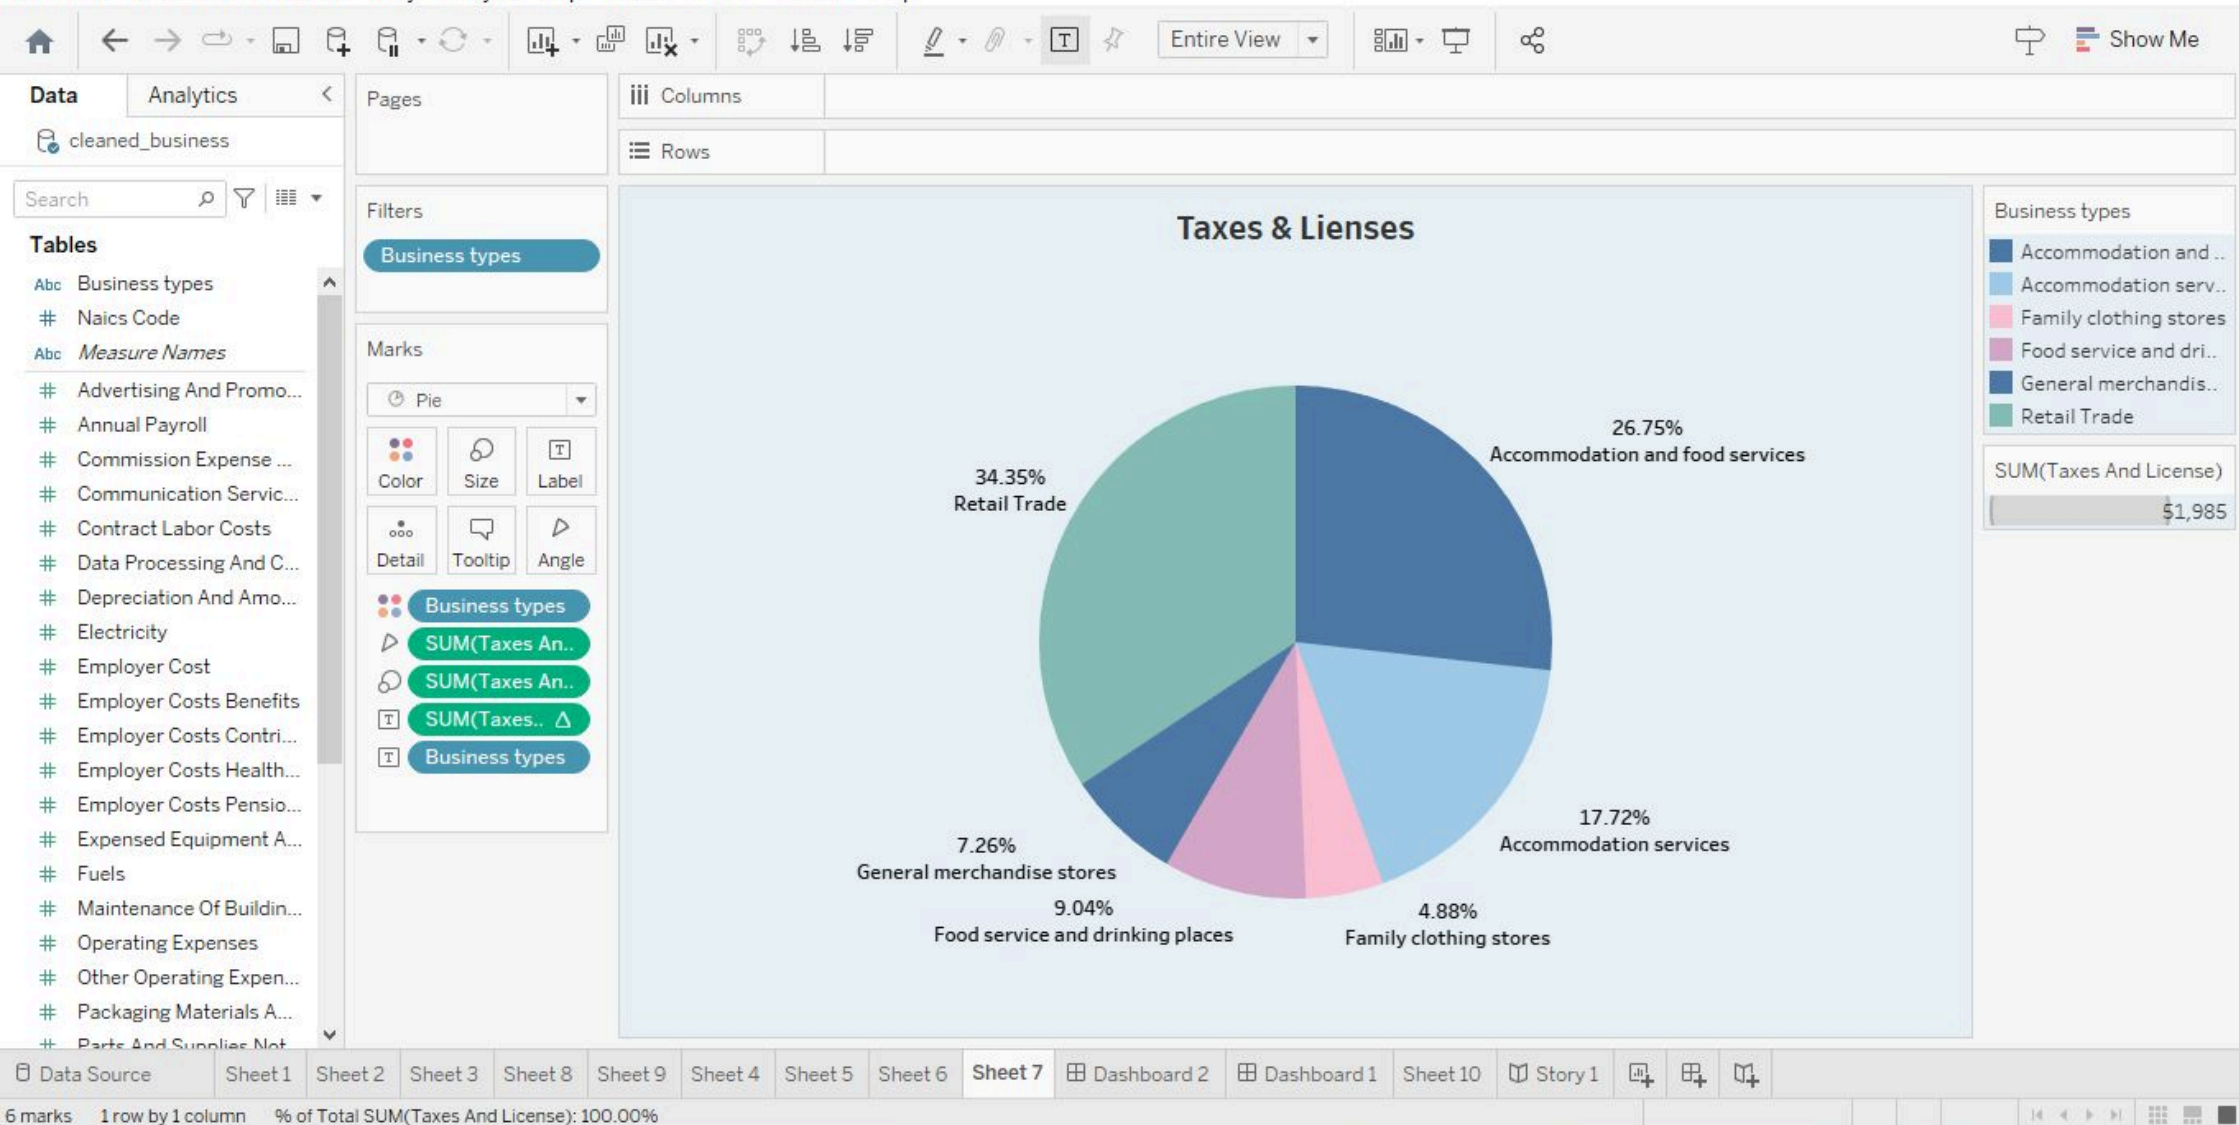 Entire View
Show Me
Data
Analytics
Pages
Columns
cleaned_business
Rows
Search
Filters
Business types
Tables
Abc Business types
# Naics Code
Abc Measure Names
# Advertising And Promo...
# Annual Payroll
# Commission Expense ...
# Communication Servic...
# Contract Labor Costs
# Data Processing And C...
# Depreciation And Amo...
# Electricity
# Employer Cost
# Employer Costs Benefits
# Employer Costs Contri...
# Employer Costs Health...
# Employer Costs Pensio...
# Expensed Equipment A...
# Fuels
# Maintenance Of Buildin...
# Operating Expenses
# Other Operating Expen...
# Packaging Materials A...
# Parts And Supplies Not
Marks
Pie
Color Size Label
Detail Tooltip Angle
Business types
SUM(Taxes An..
SUM(Taxes An..
SUM(Taxes.. Δ
Business types
Taxes & Lienses
26.75%
Accommodation and food services
34.35%
Retail Trade
17.72%
Accommodation services
7.26%
General merchandise stores
9.04%
Food service and drinking places
4.88%
Family clothing stores
Business types
Accommodation and ..
Accommodation serv..
Family clothing stores
Food service and dri..
General merchandis..
Retail Trade
SUM(Taxes And License)
$1,985
Data Source Sheet 1 Sheet 2 Sheet 3 Sheet 8 Sheet 9 Sheet 4 Sheet 5 Sheet 6 Sheet 7 Dashboard 2 Dashboard 1 Sheet 10 Story 1
6 marks 1 row by 1 column % of Total SUM(Taxes And License): 100.00%